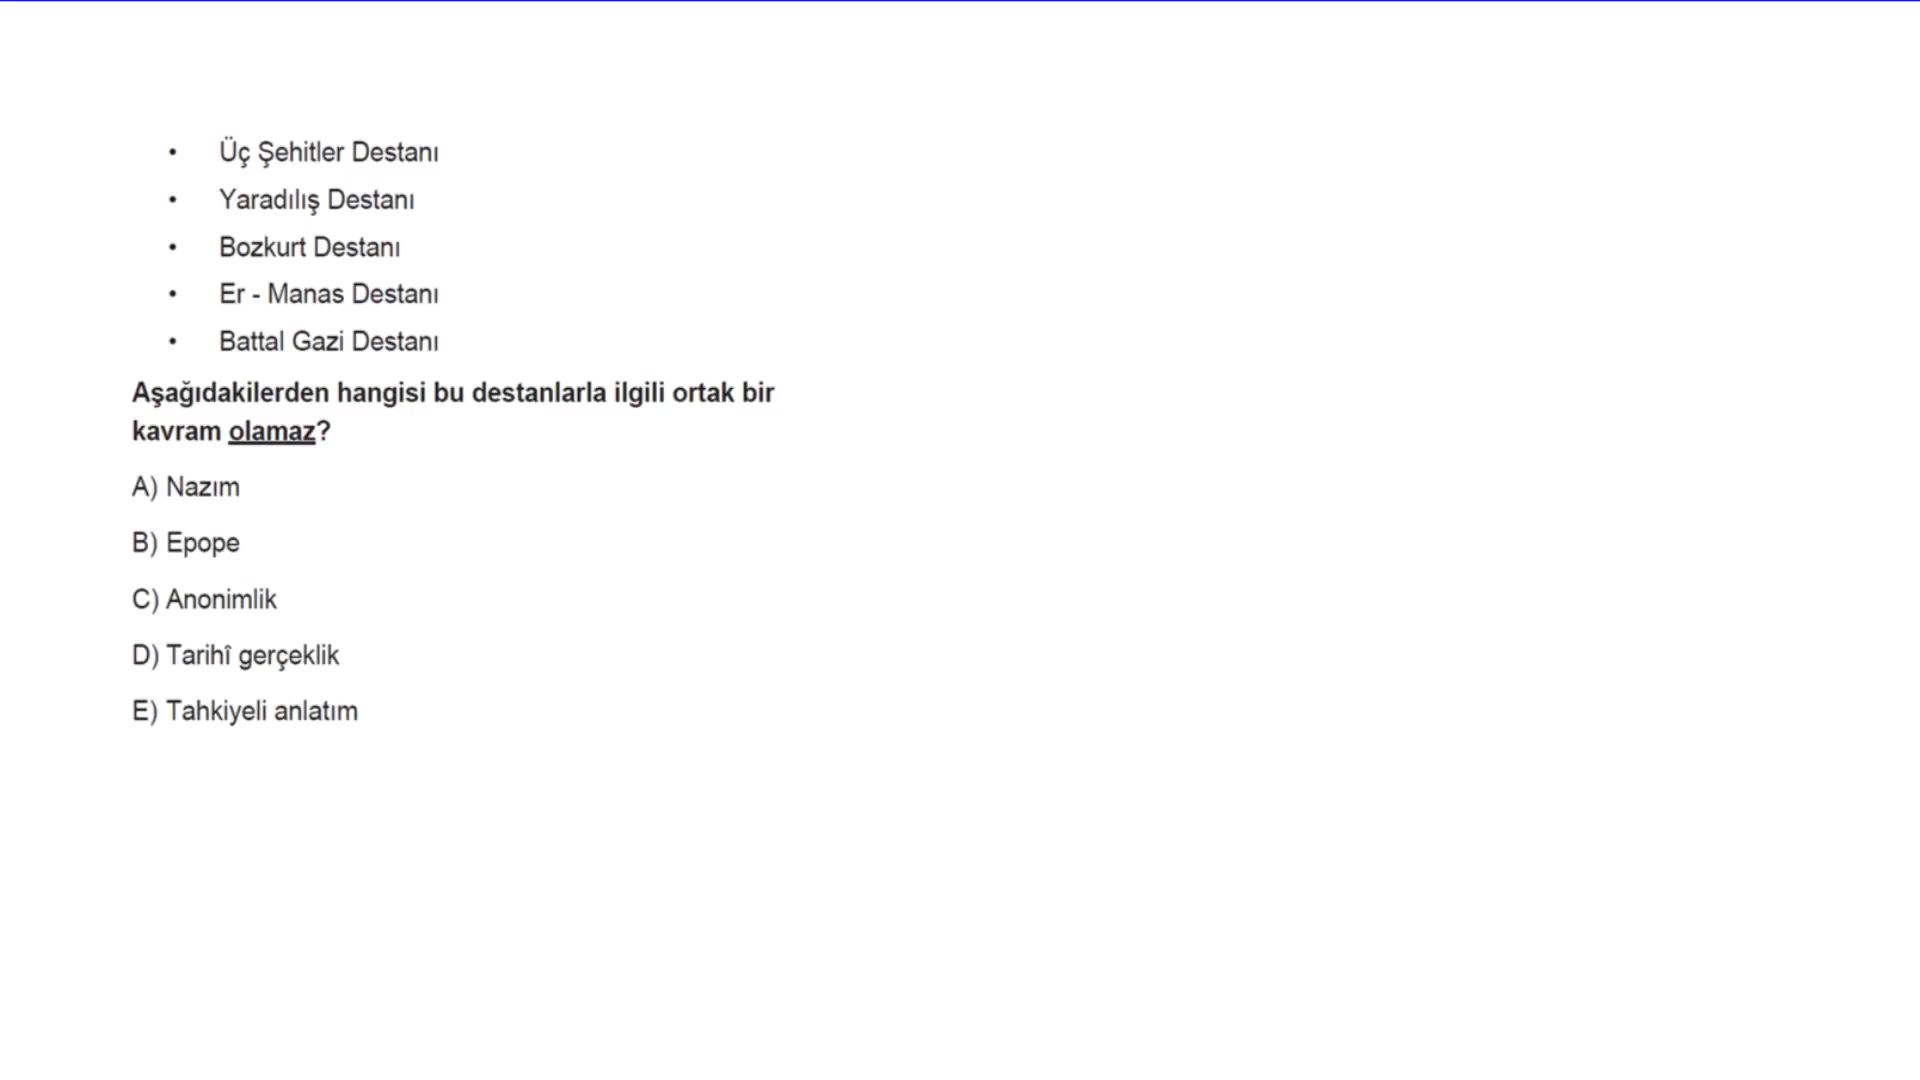 • Üç Şehitler Destanı
• Yaradılış Destanı
• Bozkurt Destanı
• Er - Manas Destanı
• Battal Gazi Destanı
Aşağıdakilerden hangisi bu destanlarla ilgili ortak bir
kavram olamaz?
A) Nazım
B) Epope
C) Anonimlik
D) Tarihî gerçeklik
E) Tahkiyeli anlatım